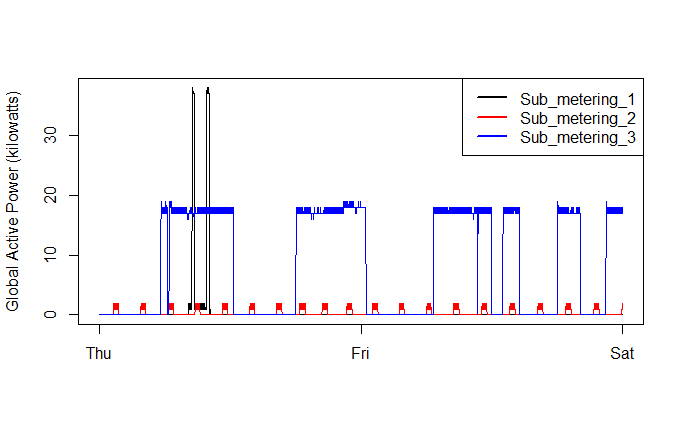 Global Active Power (kilowatts)
30
20
10
0
Sub_metering_1
Sub_metering_2
Sub_metering_3
Thu
Fri
Sat